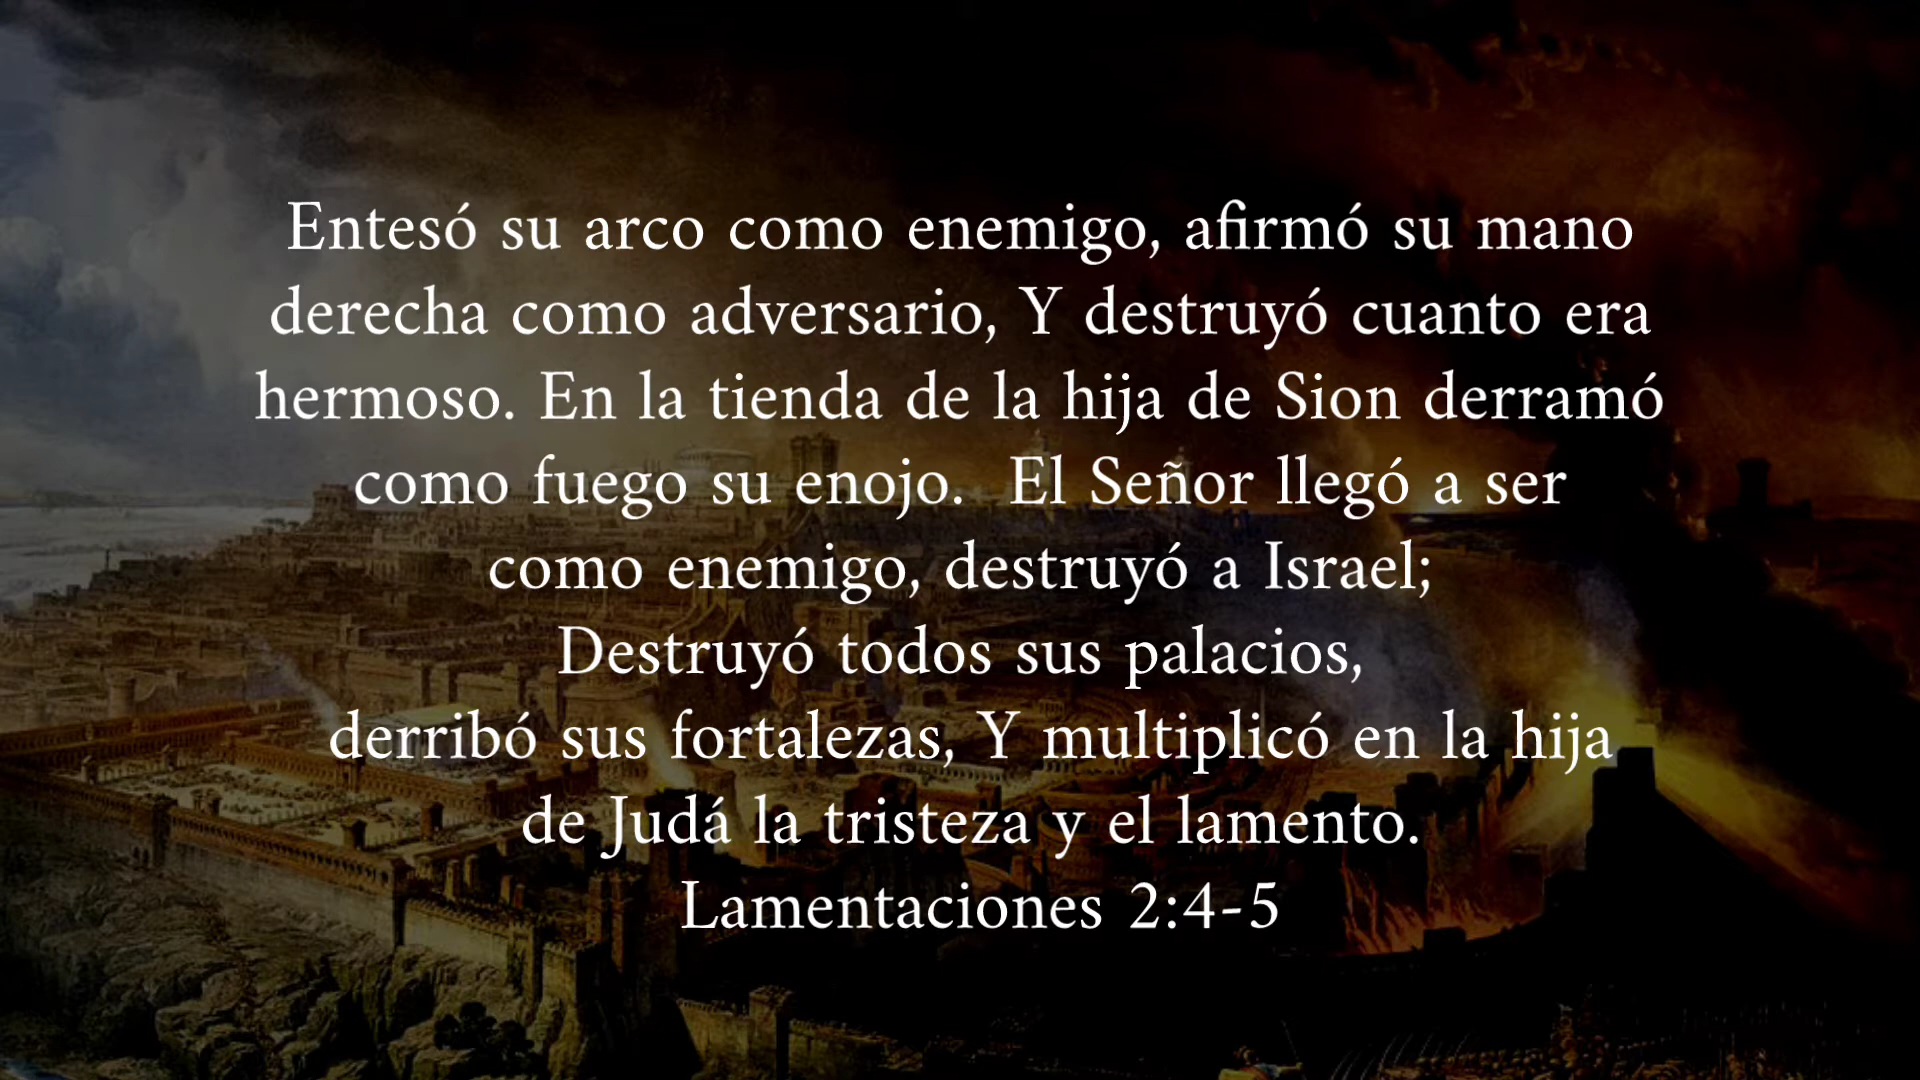 Entesó su arco como enemigo, afirmó su mano
derecha como adversario, Y destruyó cuanto era
hermoso. En la tienda de la hija de Sion derramó
como fuego su enojo.  El Señor llegó a ser
como enemigo, destruyó a Israel;
Destruyó todos sus palacios,
derribó sus fortalezas, Y multiplicó en la hija
de Judá la tristeza y el lamento.
Lamentaciones 2:4-5